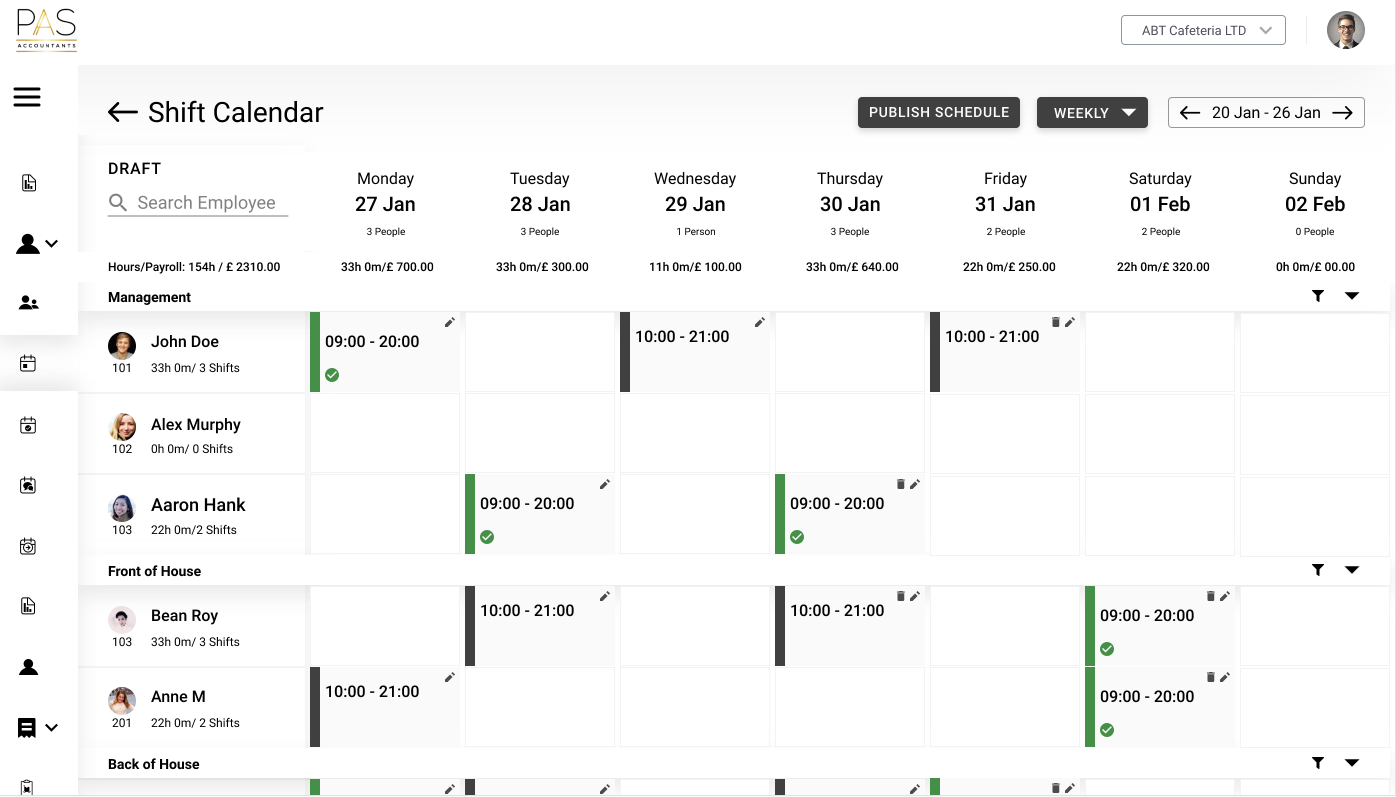 PAS
ACCOUNTANTS
ABT Cafeteria LTD
Shift Calendar
PUBLISH SCHEDULE
WEEKLY
20 Jan - 26 Jan
DRAFT
Search Employee
Monday
27 Jan
3 People
Tuesday
28 Jan
3 People
Wednesday
29 Jan
1 Person
Thursday
30 Jan
3 People
Friday
31 Jan
2 People
Saturday
01 Feb
2 People
Sunday
02 Feb
0 People
Hours/Payroll: 154h / £ 2310.00
33h 0m/£ 700.00
33h 0m/£ 300.00
11h 0m/£ 100.00
33h 0m/£ 640.00
22h 0m/£ 250.00
22h 0m/£ 320.00
0h 0m/£ 00.00
Management
John Doe
101
33h 0m/ 3 Shifts
09:00 - 20:00
10:00 - 21:00
10:00 - 21:00
Alex Murphy
102
0h 0m/ 0 Shifts
Aaron Hank
103
22h 0m/2 Shifts
09:00 - 20:00
09:00 - 20:00
Front of House
Bean Roy
103
33h 0m/ 3 Shifts
10:00 - 21:00
10:00 - 21:00
09:00 - 20:00
Anne M
201
22h 0m/ 2 Shifts
10:00 - 21:00
09:00 - 20:00
Back of House